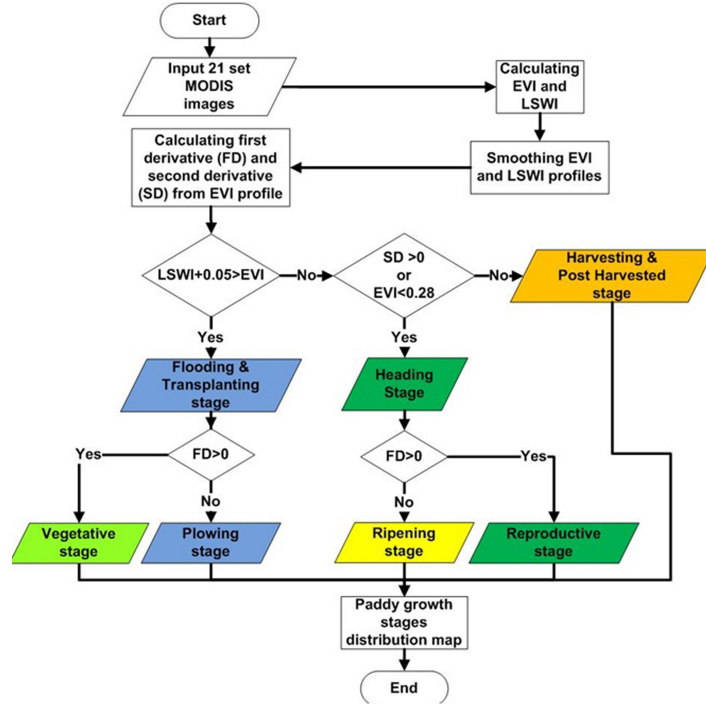 Start
Input 21 set
MODIS
images
Calculating
EVI and
LSWI
Calculating first
derivative (FD) and
second derivative
(SD) from EVI profile
Smoothing EVI
and LSWI profiles
LSWI+0.05>EVI
No
SD >0
or
EVI<0.28
No
Harvesting &
Post Harvested
stage
Yes
Yes
Flooding &
Transplanting
stage
Heading
Stage
Yes
FD>0
FD>0
Yes
No
No
Vegetative
stage
Plowing
stage
Ripening
stage
Reproductive
stage
Paddy growth
stages
distribution map
End